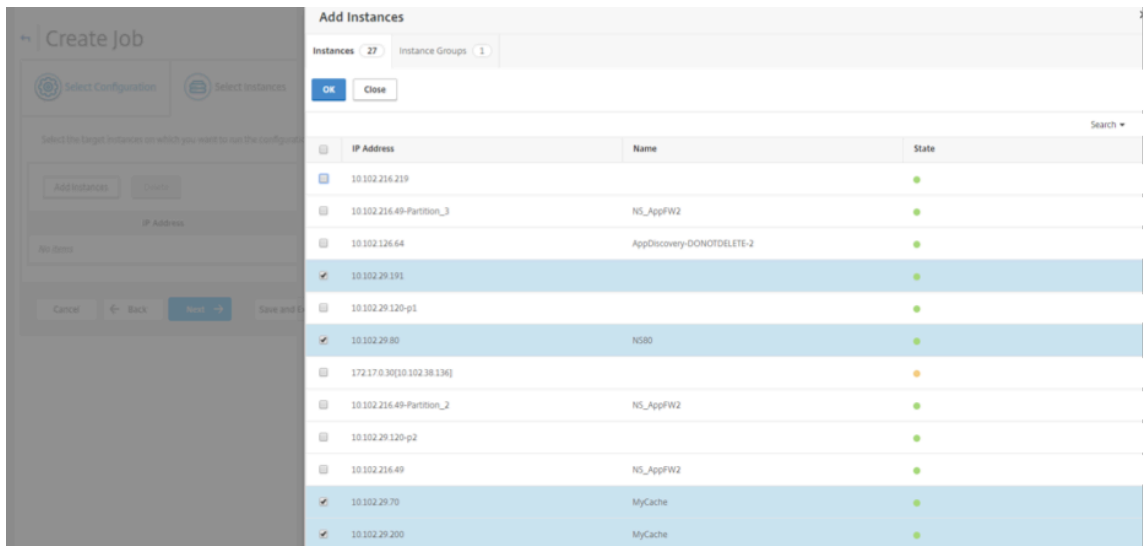 Add Instances
Create Job
Instances 27 Instance Groups 1
Select Configuration Select Instances
OK Close
Search
Select the target instances on which you want to run the configuration
IP Address Name State
10.102.216.219
Add Instances
10.102.216.49-Partition_3 NS_AppFW2
IP Address
No items
10.102.126.64 AppDiscovery-DONOTDELETE-2
10.102.29.191
Cancel Back Next Save and
10.102.29.120-p1
10.102.29.80 NS80
172.17.0.30[10.102.38.136]
10.102.216.49-Partition_2 NS_AppFW2
10.102.29.120-p2
10.102.216.49 NS_AppFW2
10.102.29.70 MyCache
10.102.29.200 MyCache